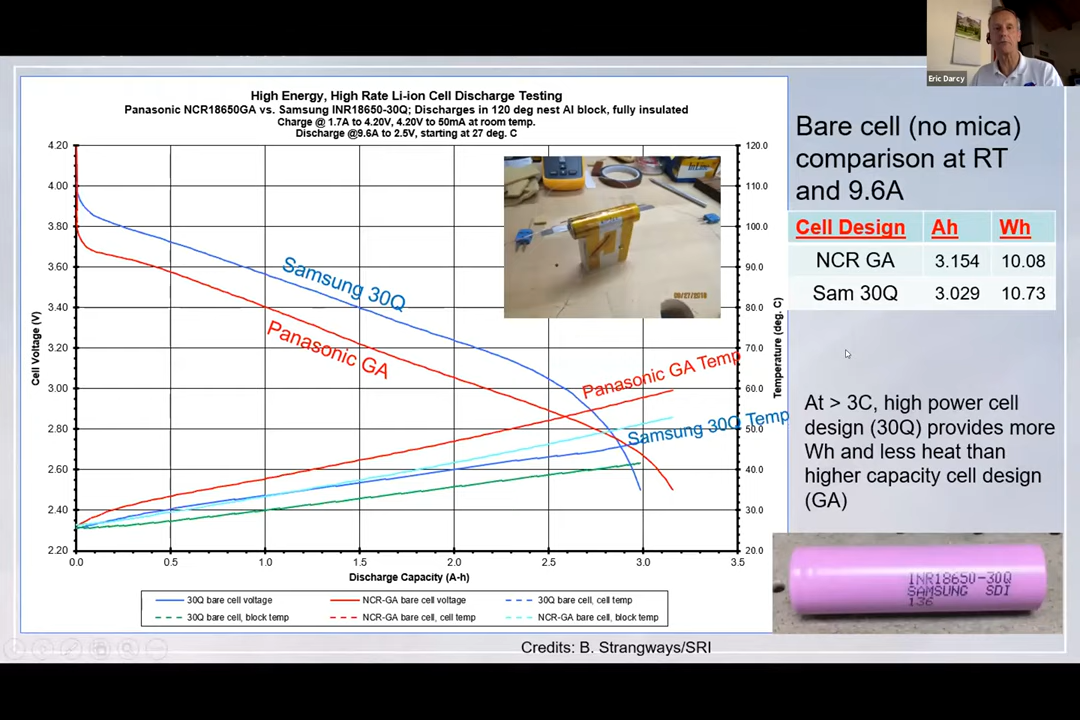 Eric Darcy
High Energy, High Rate Li-ion Cell Discharge Testing
Panasonic NCR18650GA vs. Samsung INR18650-30Q; Discharges in 120 deg nest Al block, fully insulated
Charge @ 1.7A to 4.20V, 4.20V to 50mA at room temp.
Discharge @9.6A to 2.5V, starting at 27 deg. C
4.20
4.00
3.80
3.60
3.40
3.20
3.00
2.80
2.60
2.40
2.20
Cell Voltage (V)
120.0
110.0
100.0
90.0
80.0
70.0
60.0
50.0
40.0
30.0
20.0
Temperature (deg. C)
Samsung 30Q
Panasonic GA
Panasonic GA Temp
Samsung 30Q Temp
0.0 0.5 1.0 1.5 2.0 2.5 3.0 3.5
Discharge Capacity (A-h)
30Q bare cell voltage NCR-GA bare cell voltage 30Q bare cell, cell temp
30Q bare cell, block temp NCR-GA bare cell, cell temp NCR-GA bare cell, block temp
Credits: B. Strangways/SRI
Bare cell (no mica)
comparison at RT
and 9.6A
Cell Design Ah Wh
NCR GA 3.154 10.08
Sam 30Q 3.029 10.73
At > 3C, high power cell
design (30Q) provides more
Wh and less heat than
higher capacity cell design
(GA)
INR18650-30Q
SAMSUNG SDI
136